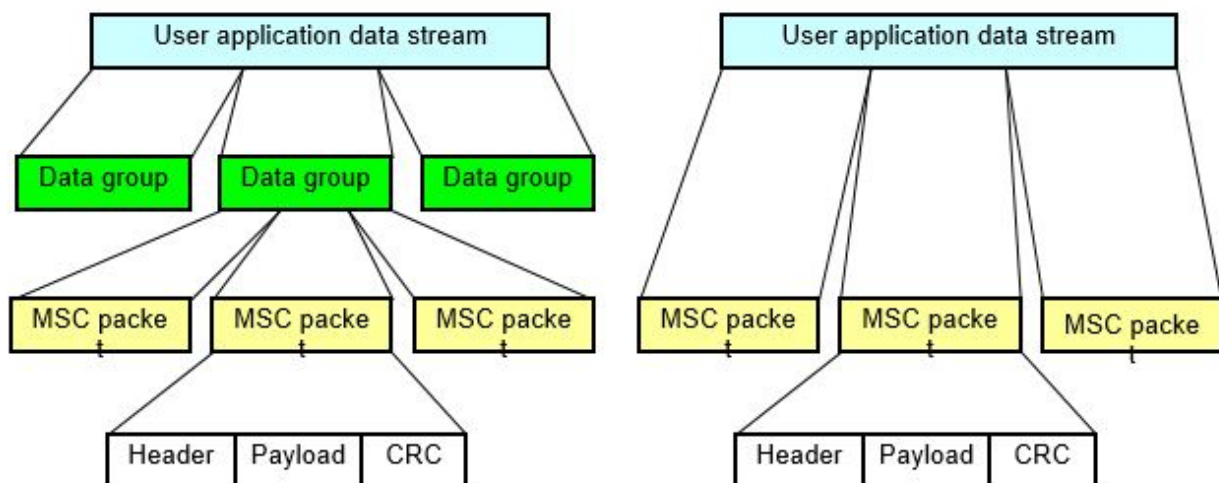 User application data stream
User application data stream
Data group
Data group
Data group
MSC packe
t
MSC packe
t
MSC packe
t
MSC packe
t
MSC packe
t
MSC packe
t
Header
Payload
CRC
Header
Payload
CRC